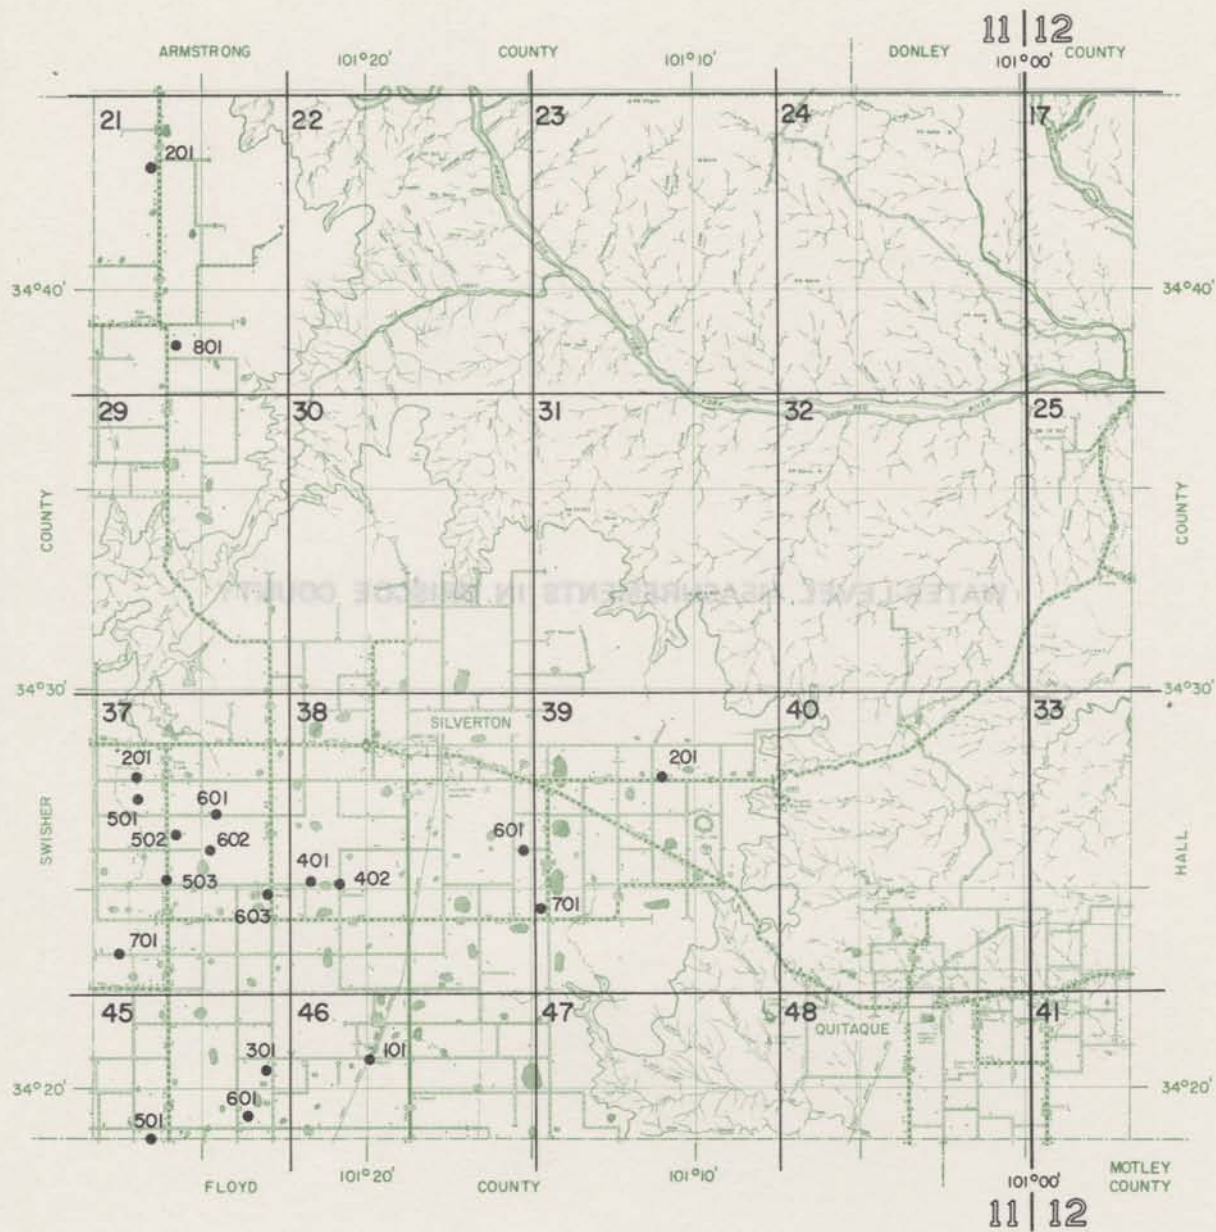 11 | 12
ARMSTRONG COUNTY DONLEY COUNTY
101°20' 101°10' 101°00'
21 22 23 24 17
201
34°40' 34°40'
801
29 30 31 32 25
COUNTY
COUNTY
WATER-LEVEL MEASUREMENTS IN BRISCOE COUNTY
34°30' 34°30'
37 38 39 40 33
SILVERTON
201 201
601
501
502 602 601
SWISHER
HALL
401
503 402
603 701
701
45 46 47 48 41
QUITAQUE
301 101
34°20' 34°20'
601
501
101°20' 101°10' 101°00'
FLOYD COUNTY
MOTLEY
COUNTY
11 | 12